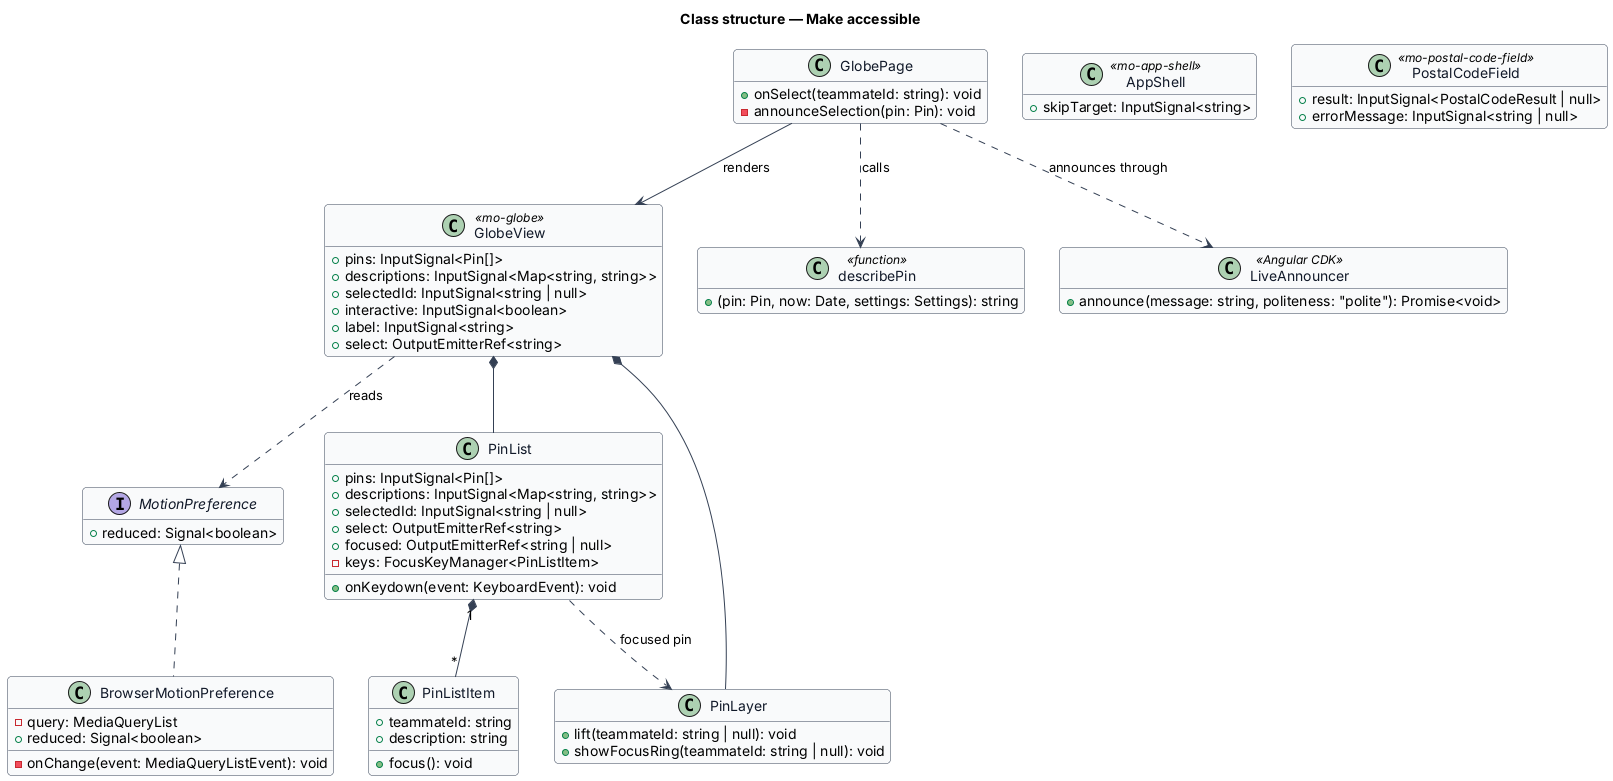 Class structure — Make accessible
C GlobePage
onSelect(teammateId: string): void
announceSelection(pin: Pin): void
«mo-app-shell»
C AppShell
skipTarget: InputSignal<string>
«mo-postal-code-field»
C PostalCodeField
result: InputSignal<PostalCodeResult | null>
errorMessage: InputSignal<string | null>
renders
calls
announces through
«mo-globe»
C GlobeView
pins: InputSignal<Pin[]>
descriptions: InputSignal<Map<string, string>>
selectedId: InputSignal<string | null>
interactive: InputSignal<boolean>
label: InputSignal<string>
select: OutputEmitterRef<string>
«function»
C describePin
(pin: Pin, now: Date, settings: Settings): string
«Angular CDK»
C LiveAnnouncer
announce(message: string, politeness: "polite"): Promise<void>
reads
I MotionPreference
reduced: Signal<boolean>
C PinList
pins: InputSignal<Pin[]>
descriptions: InputSignal<Map<string, string>>
selectedId: InputSignal<string | null>
select: OutputEmitterRef<string>
focused: OutputEmitterRef<string | null>
keys: FocusKeyManager<PinListItem>
onKeydown(event: KeyboardEvent): void
1
*
focused pin
C BrowserMotionPreference
query: MediaQueryList
reduced: Signal<boolean>
onChange(event: MediaQueryListEvent): void
C PinListItem
teammateId: string
description: string
focus(): void
C PinLayer
lift(teammateId: string | null): void
showFocusRing(teammateId: string | null): void